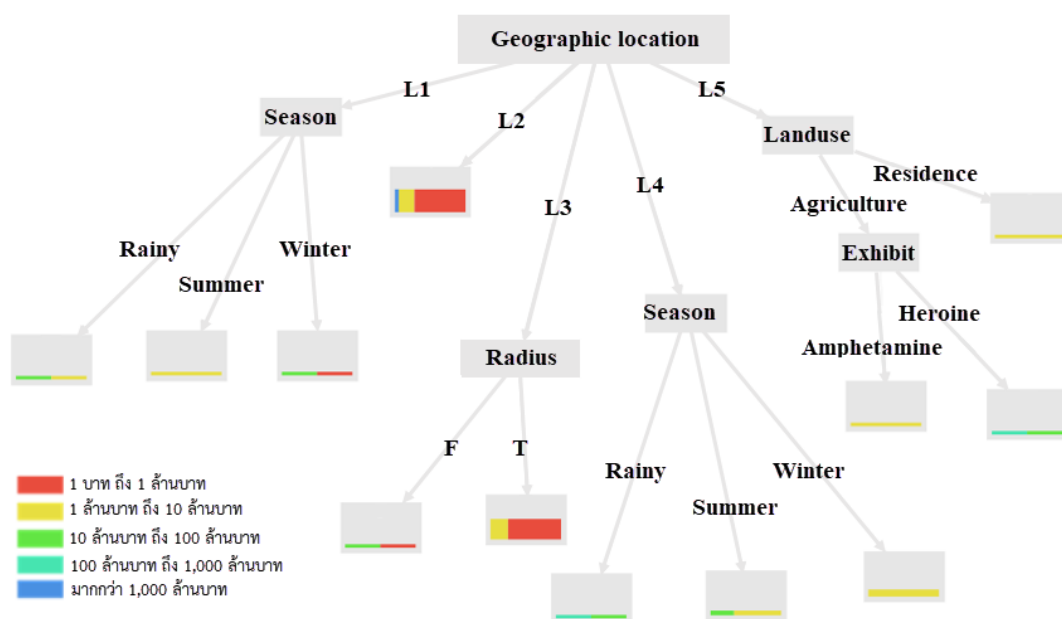 Geographic location
L1
L2
L3
L4
L5
Season
Landuse
Residence
Agriculture
Rainy
Summer
Winter
Exhibit
Season
Heroine
Amphetamine
Radius
F
T
Rainy
Summer
Winter
1 บาท ถึง 1 ล้านบาท
1 ล้านบาท ถึง 10 ล้านบาท
10 ล้านบาท ถึง 100 ล้านบาท
100 ล้านบาท ถึง 1,000 ล้านบาท
มากกว่า 1,000 ล้านบาท